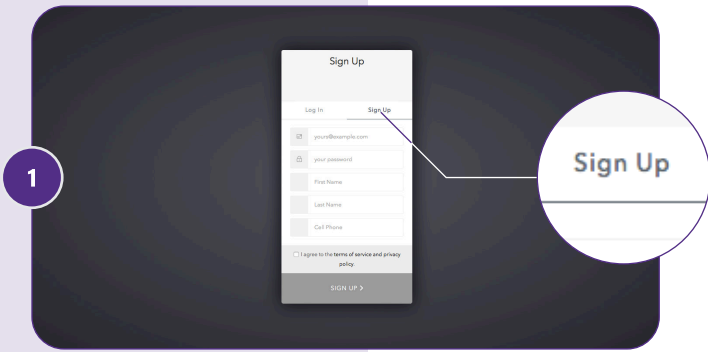 1
Sign Up
Log In Sign Up
yours@example.com
your password
First Name
Last Name
Cell Phone
I agree to the terms of service and privacy
policy.
SIGN UP >
Sign Up